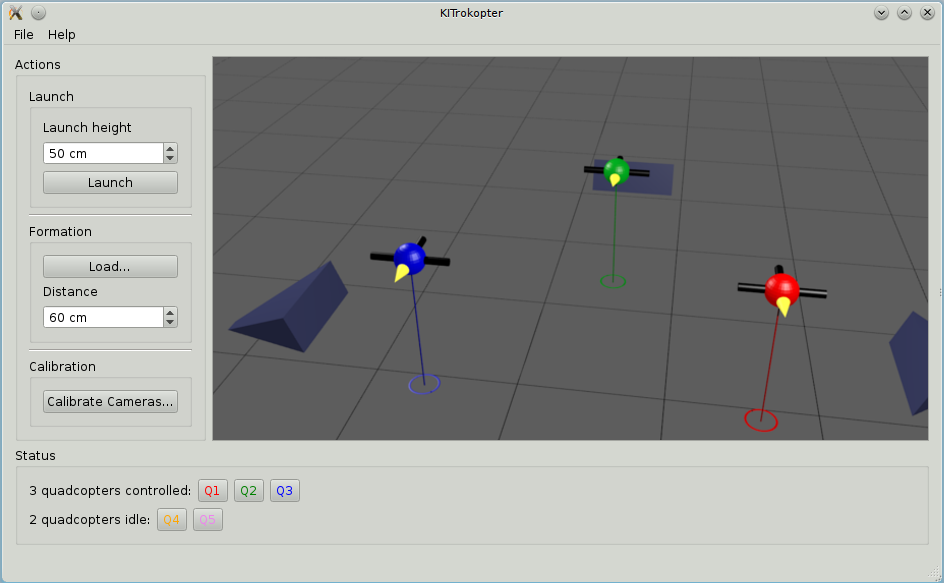 KITrokopter
File Help
Actions
Launch
Launch height
50 cm
Launch
Formation
Load...
Distance
60 cm
Calibration
Calibrate Cameras...
Status
3 quadcopters controlled: Q1 Q2 Q3
2 quadcopters idle: Q4 Q5